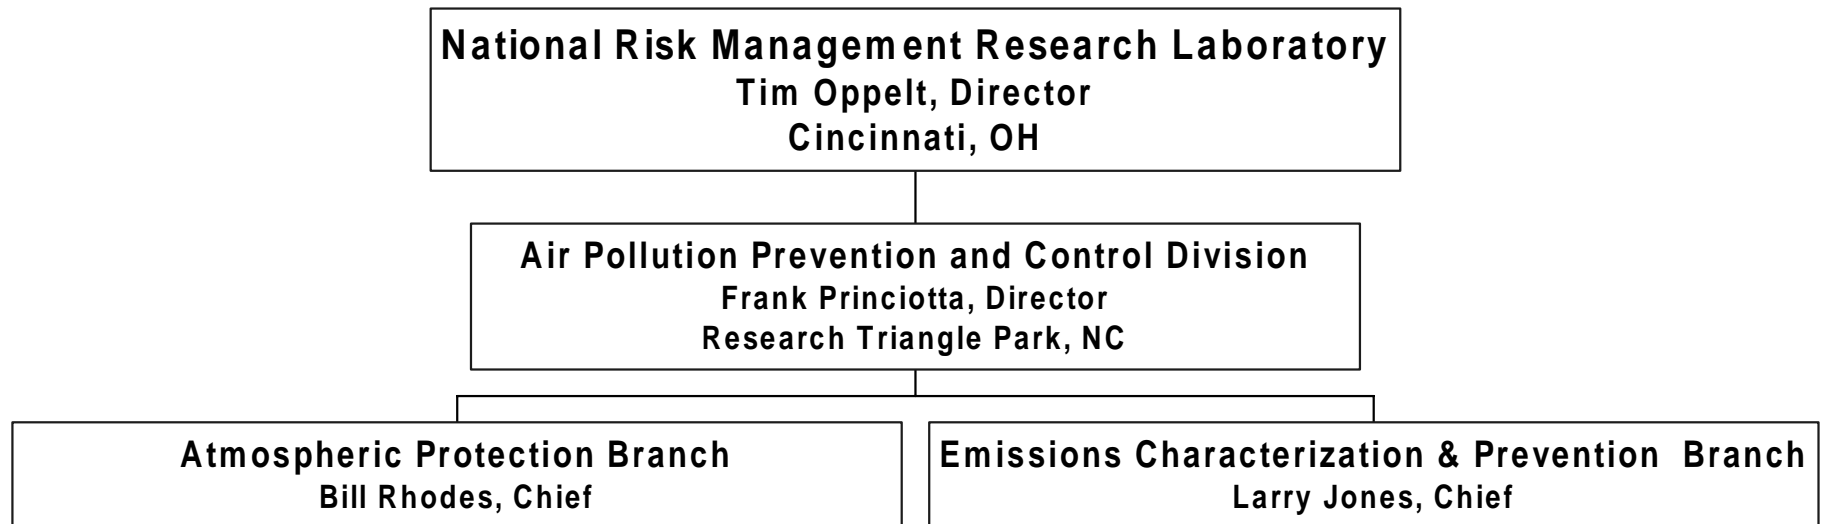 National Risk Management Research Laboratory
Tim Oppelt, Director
Cincinnati, OH
Air Pollution Prevention and Control Division
Frank Princiotta, Director
Research Triangle Park, NC
Atmospheric Protection Branch
Bill Rhodes, Chief
Emissions Characterization & Prevention Branch
Larry Jones, Chief